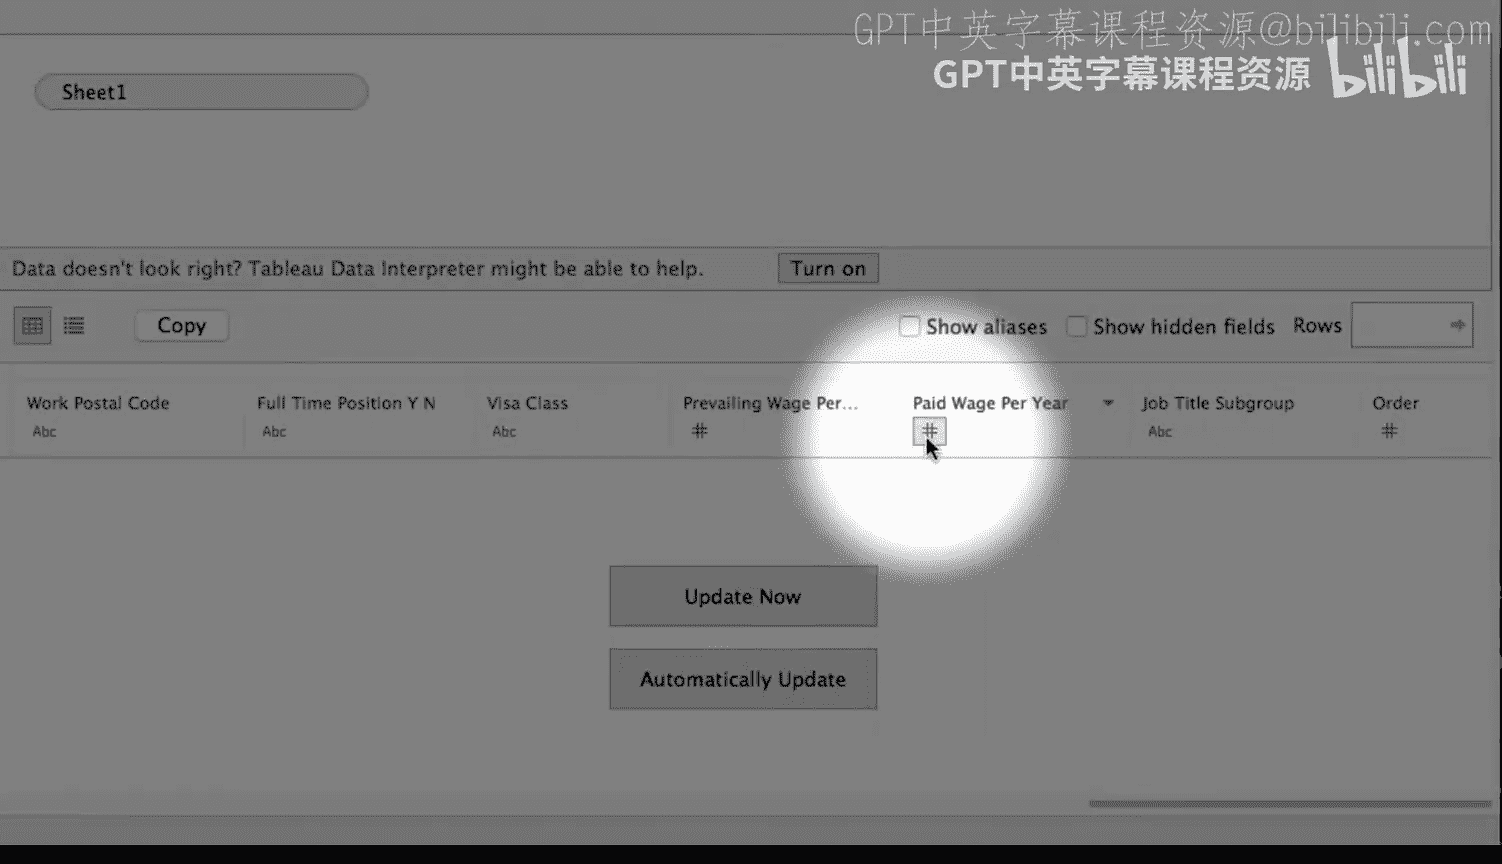 GPT中英字幕课程资源@bilibili.com
GPT中英字幕课程资源 bilibili
Sheet1
Data doesn't look right? Tableau Data Interpreter might be able to help. Turn on
Copy Show aliases Show hidden fields Rows
Work Postal Code Full Time Position Y N Visa Class Prevailing Wage Per... Paid Wage Per Year Job Title Subgroup Order
Abc Abc Abc # # Abc #
Update Now
Automatically Update